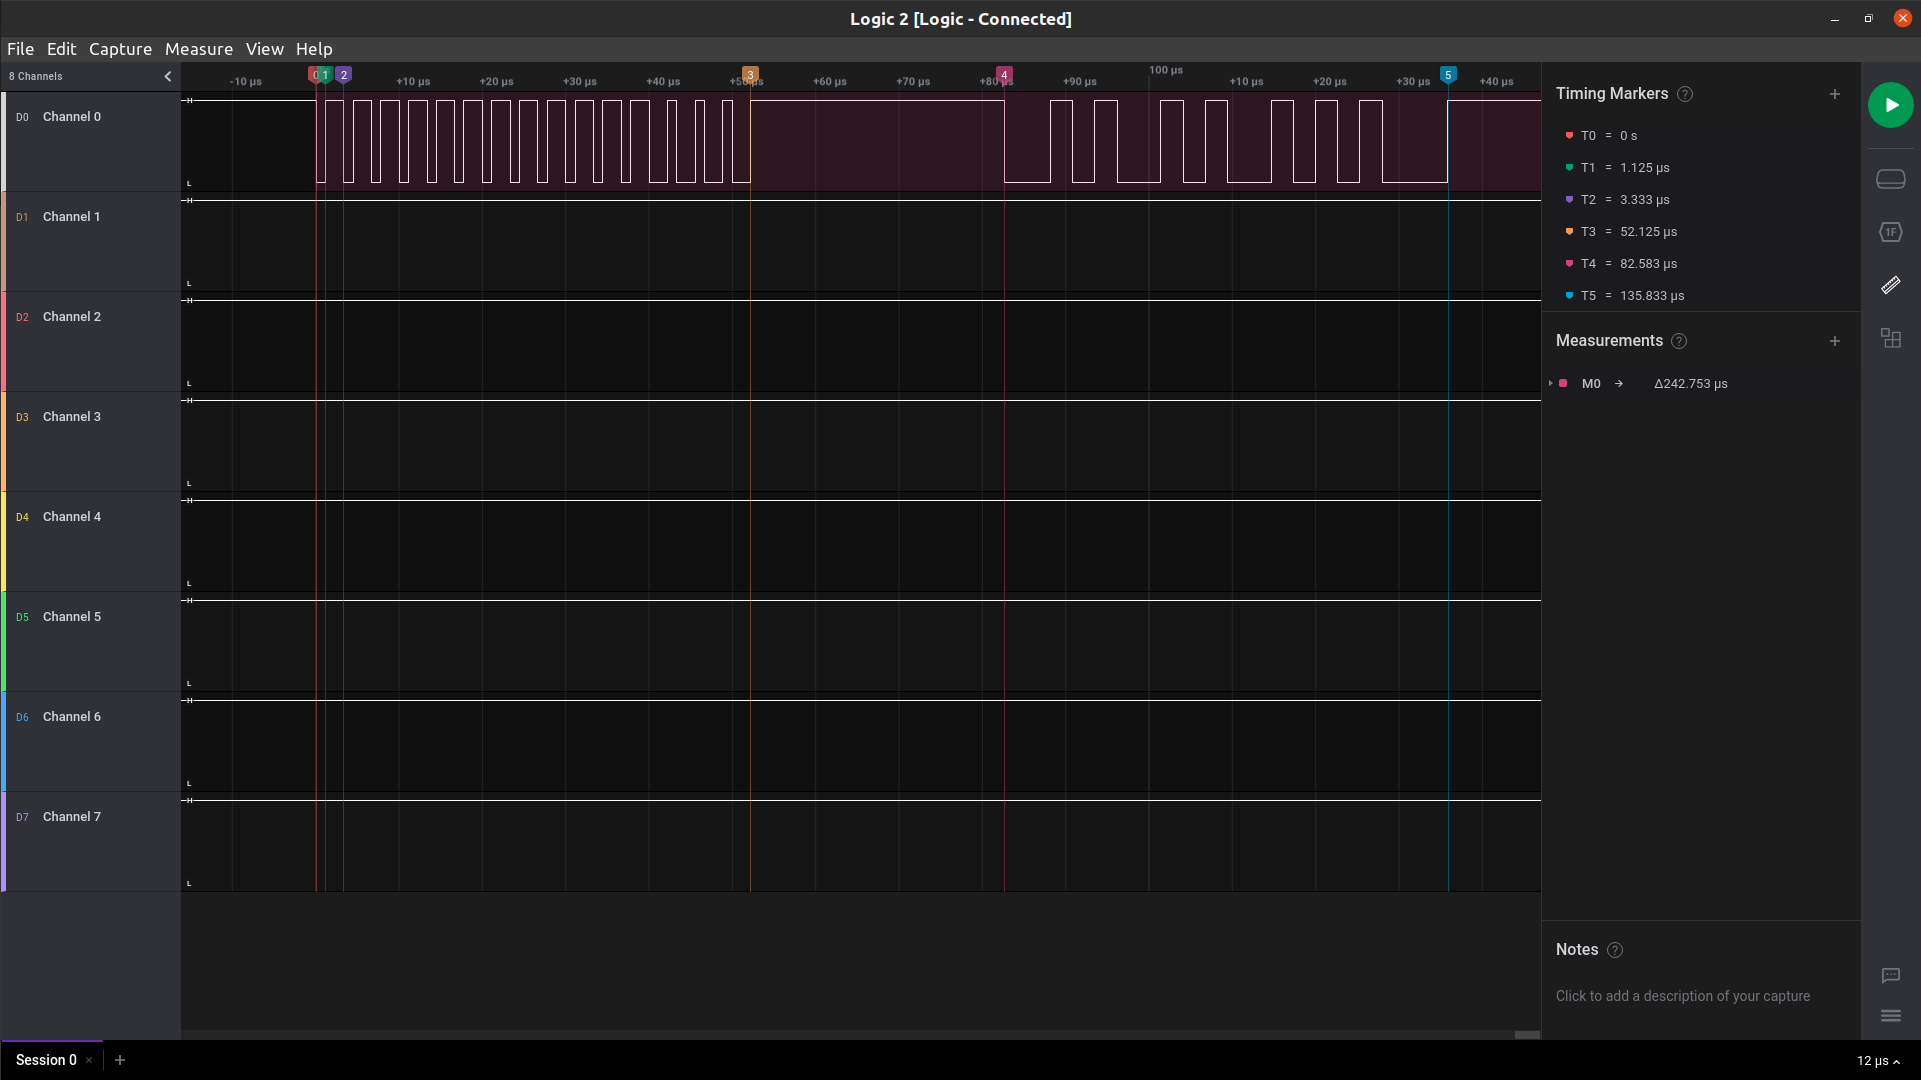 Logic 2 [Logic - Connected]
File Edit Capture Measure View Help
8 Channels
-10 µs
0
1
2
+10 µs
+20 µs
+30 µs
+40 µs
+50 µs
3
+60 µs
+70 µs
+80 µs
4
+90 µs
100 µs
+10 µs
+20 µs
+30 µs
5
+40 µs
D0 Channel 0
H
L
D1 Channel 1
H
L
D2 Channel 2
H
L
D3 Channel 3
H
L
D4 Channel 4
H
L
D5 Channel 5
H
L
D6 Channel 6
H
L
D7 Channel 7
H
L
Timing Markers ? +
T0 = 0 s
T1 = 1.125 µs
T2 = 3.333 µs
T3 = 52.125 µs
T4 = 82.583 µs
T5 = 135.833 µs
Measurements ? +
M0 → Δ242.753 µs
1F
Notes ?
Click to add a description of your capture
Session 0 × +
12 µs